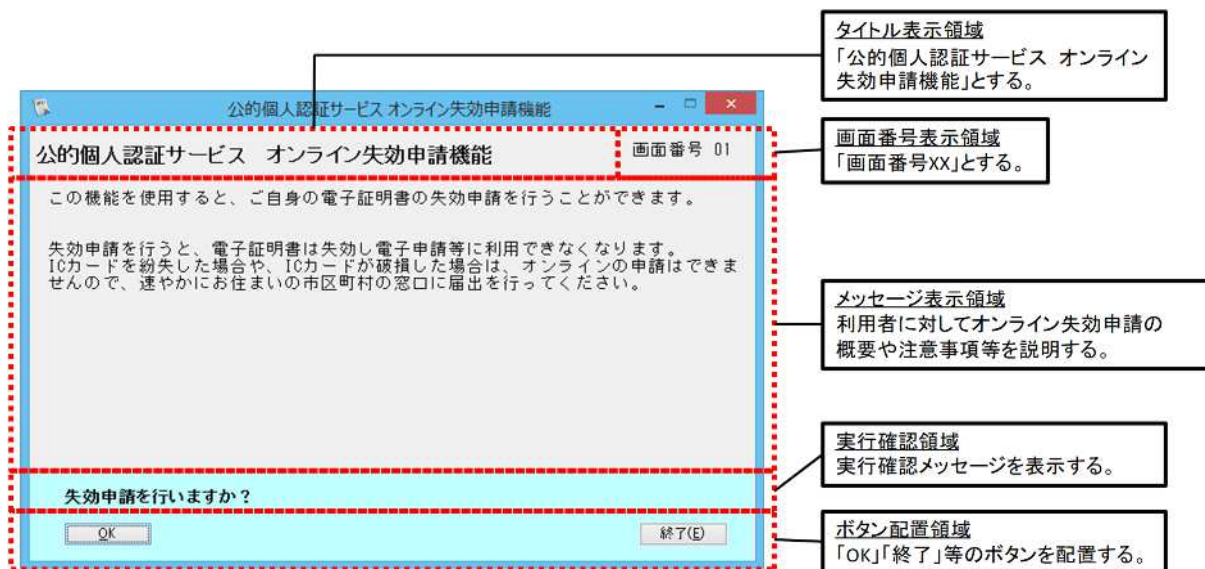 タイトル表示領域
「公的個人認証サービス オンライン
失効申請機能」とする。
公的個人認証サービス オンライン失効申請機能
公的個人認証サービス　オンライン失効申請機能
画面番号 01
画面番号表示領域
「画面番号XX」とする。
この機能を使用すると、ご自身の電子証明書の失効申請を行うことができます。
失効申請を行うと、電子証明書は失効し電子申請等に利用できなくなります。
ICカードを紛失した場合や、ICカードが破損した場合は、オンラインの申請はできま
せんので、速やかにお住まいの市区町村の窓口に届出を行ってください。
メッセージ表示領域
利用者に対してオンライン失効申請の
概要や注意事項等を説明する。
実行確認領域
実行確認メッセージを表示する。
失効申請を行いますか？
OK
終了(E)
ボタン配置領域
「OK」「終了」等のボタンを配置する。